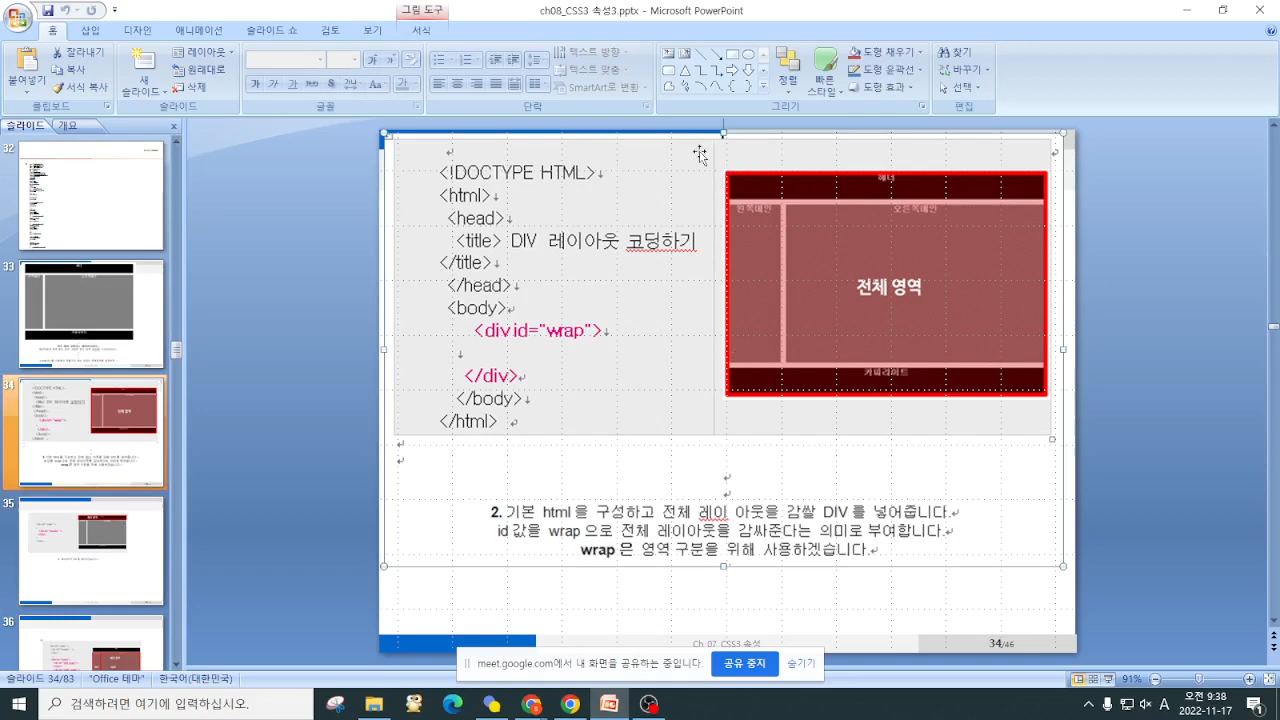 ch08_CSS3 속성3.pptx - Microsoft PowerPoint
그림 도구
홈 삽입 디자인 애니메이션 슬라이드 쇼 검토 보기 서식
붙여넣기
잘라내기
복사
서식 복사
클립보드
새 슬라이드
레이아웃
원래대로
삭제
슬라이드
글꼴
텍스트 방향
텍스트 맞춤
SmartArt로 변환
단락
정렬
빠른 스타일
도형 채우기
도형 윤곽선
도형 효과
그리기
찾기
바꾸기
선택
편집
슬라이드 개요
32
33
34
35
36
<!DOCTYPE HTML>
<html>
<head>
<title> DIV 레이아웃 코딩하기
</title>
</head>
<body>
<div id="wrap">
</div>
</body>
</html>
헤더
왼쪽메인
오른쪽메인
전체 영역
카피라이트
2. 기본 html 을 구성하고 전체 레이 아웃을 감쌀 DIV 를 넣어줍니다.
id 값을 wrap 으로 전체 레이아웃을 감싸준다는 의미로 부여합니다.
wrap 은 영역 구분을 위해 사용하겠습니다.
Ch 07 CSS3 속성
34/46
meet.google.com에서 내 화면을 공유하는 중입니다.
공유 중지
숨기기
슬라이드 34/83
"Office 테마"
한국어(대한민국)
91%
검색하려면 여기에 입력하십시오.
A
오전 9:38
2022-11-17